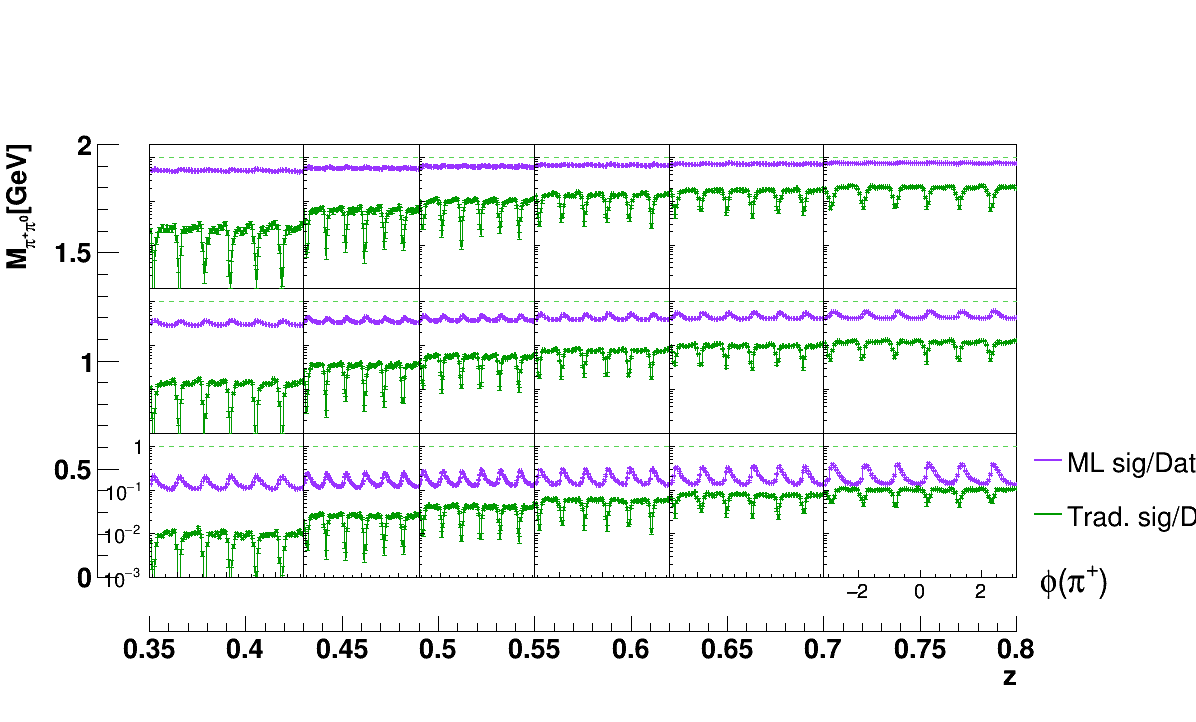 M_{π⁺π⁰}[GeV]
2
1.5
1
1
0.5
10⁻¹
10⁻²
0
10⁻³
ML sig/Dat
Trad. sig/D
ϕ(π⁺)
−2 0 2
0.35 0.4 0.45 0.5 0.55 0.6 0.65 0.7 0.75 0.8
z